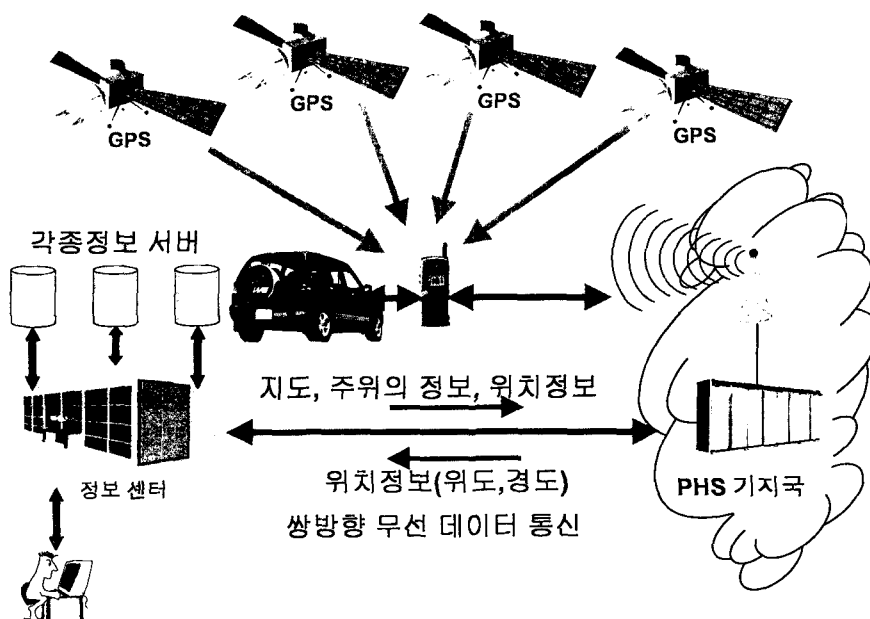 GPS
GPS
GPS
GPS
각종정보 서버
지도, 주위의 정보, 위치정보
정보 센터
위치정보(위도,경도)
PHS 기지국
쌍방향 무선 데이터 통신